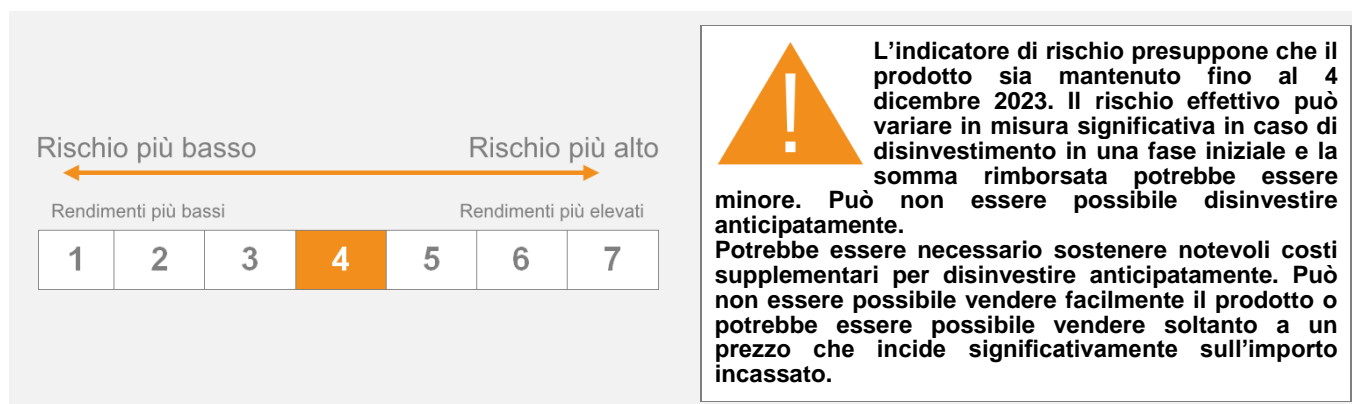 Rischio più basso
Rischio più alto
Rendimenti più bassi
Rendimenti più elevati
1 2 3 4 5 6 7
!
L’indicatore di rischio presuppone che il
prodotto sia mantenuto fino al 4
dicembre 2023. Il rischio effettivo può
variare in misura significativa in caso di
disinvestimento in una fase iniziale e la
somma rimborsata potrebbe essere
minore. Può non essere possibile disinvestire
anticipatamente.
Potrebbe essere necessario sostenere notevoli costi
supplementari per disinvestire anticipatamente. Può
non essere possibile vendere facilmente il prodotto o
potrebbe essere possibile vendere soltanto a un
prezzo che incide significativamente sull’importo
incassato.